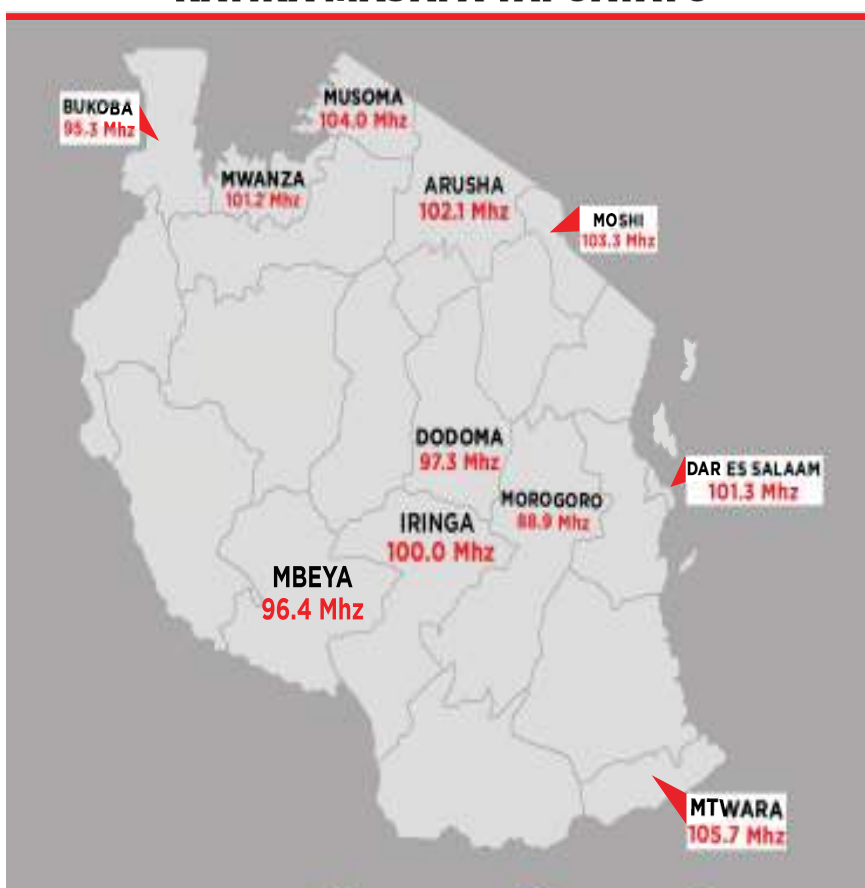 BUKOBA
95.3 Mhz
MUSOMA
104.0 Mhz
MWANZA
101.2 Mhz
ARUSHA
102.1 Mhz
MOSHI
103.3 Mhz
DODOMA
97.3 Mhz
DAR ES SALAAM
101.3 Mhz
MOROGORO
88.9 Mhz
IRINGA
100.0 Mhz
MBEYA
96.4 Mhz
MTWARA
105.7 Mhz